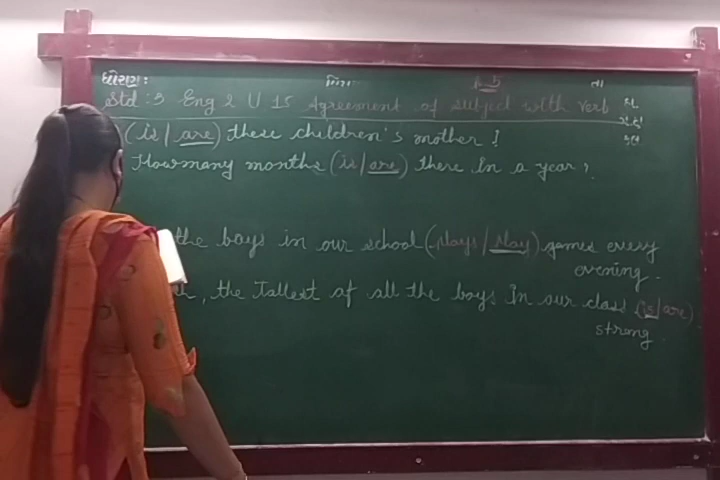 ધોરણ:
Std : 3 Eng 2 U 15 Agreement of subject with verb
(is/are) these children's mother?
Howmany months (is/are) there in a year?
the boys in our school (plays/play) games every
evening.
, the tallest of all the boys in our class (is/are)
strong.